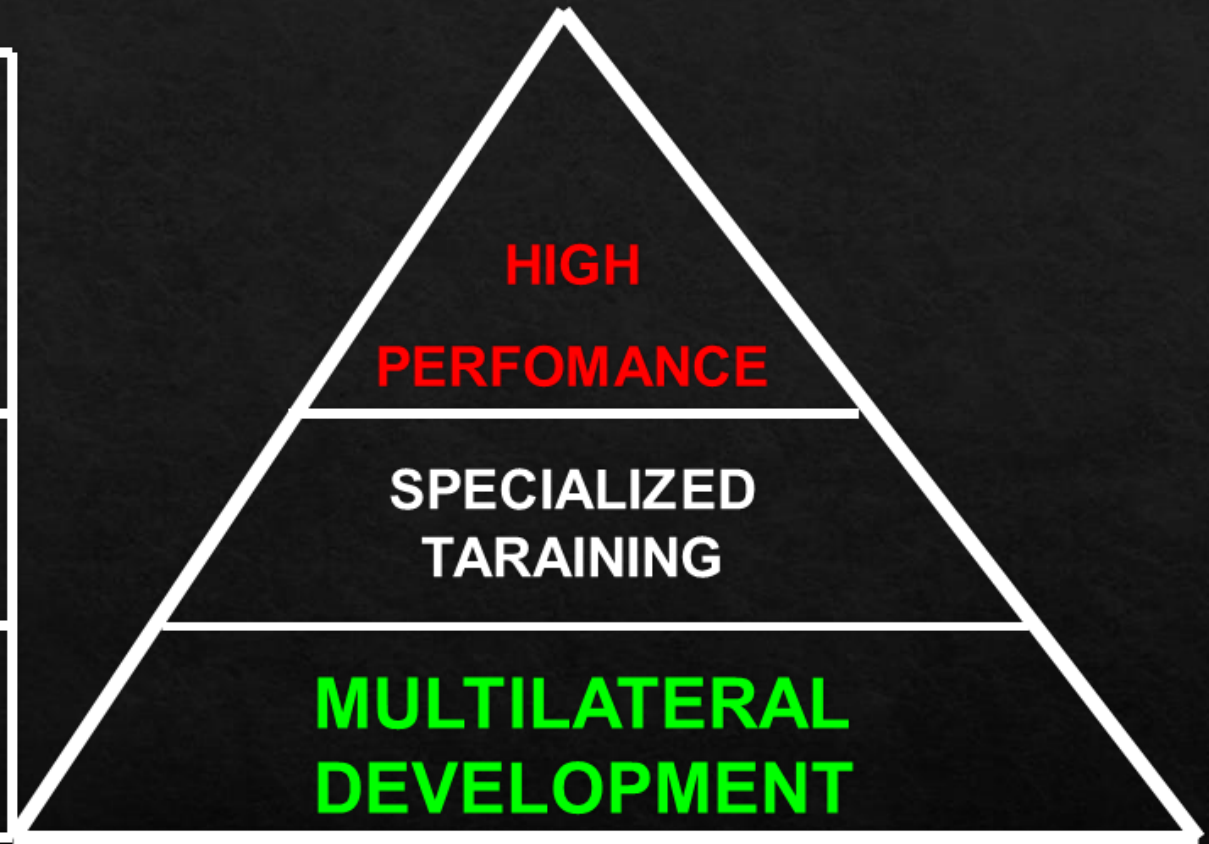 HIGH
PERFOMANCE
SPECIALIZED
TARAINING
MULTILATERAL
DEVELOPMENT